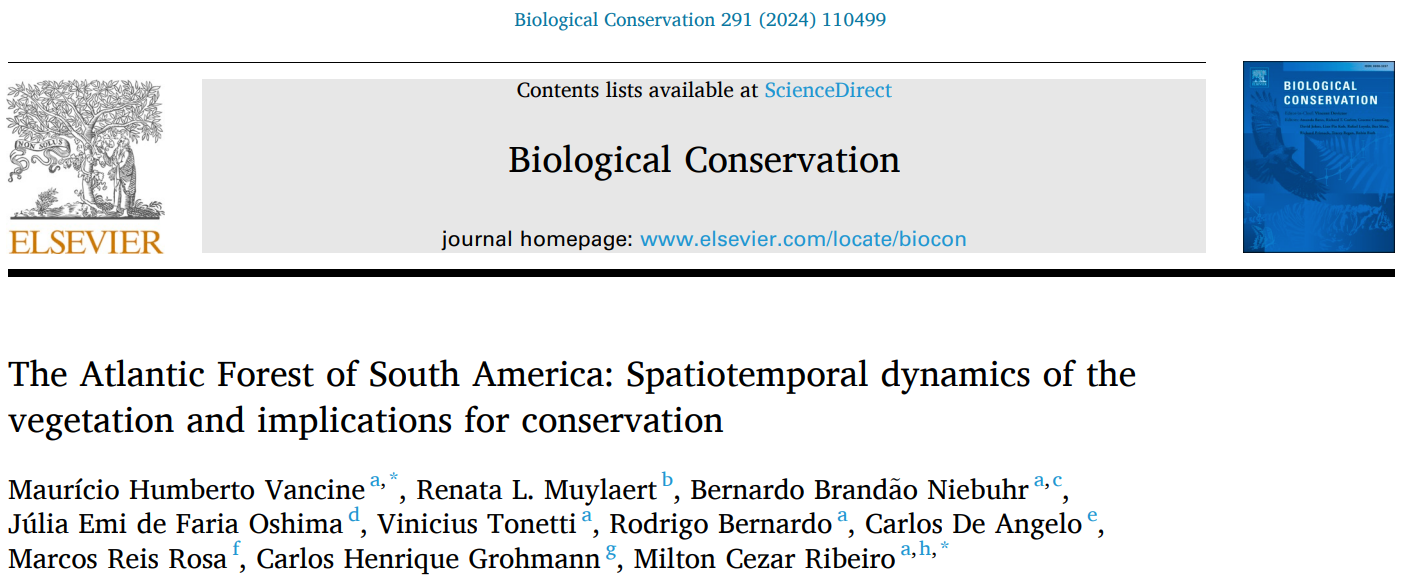 Biological Conservation 291 (2024) 110499
Contents lists available at ScienceDirect
Biological Conservation
journal homepage: www.elsevier.com/locate/biocon
NON SOLUS
ELSEVIER
BIOLOGICAL
CONSERVATION
The Atlantic Forest of South America: Spatiotemporal dynamics of the
vegetation and implications for conservation
Maurício Humberto Vancine a,*, Renata L. Muylaert b, Bernardo Brandão Niebuhr a,c,
Júlia Emi de Faria Oshima d, Vinicius Tonetti a, Rodrigo Bernardo a, Carlos De Angelo e,
Marcos Reis Rosa f, Carlos Henrique Grohmann g, Milton Cezar Ribeiro a,h,*